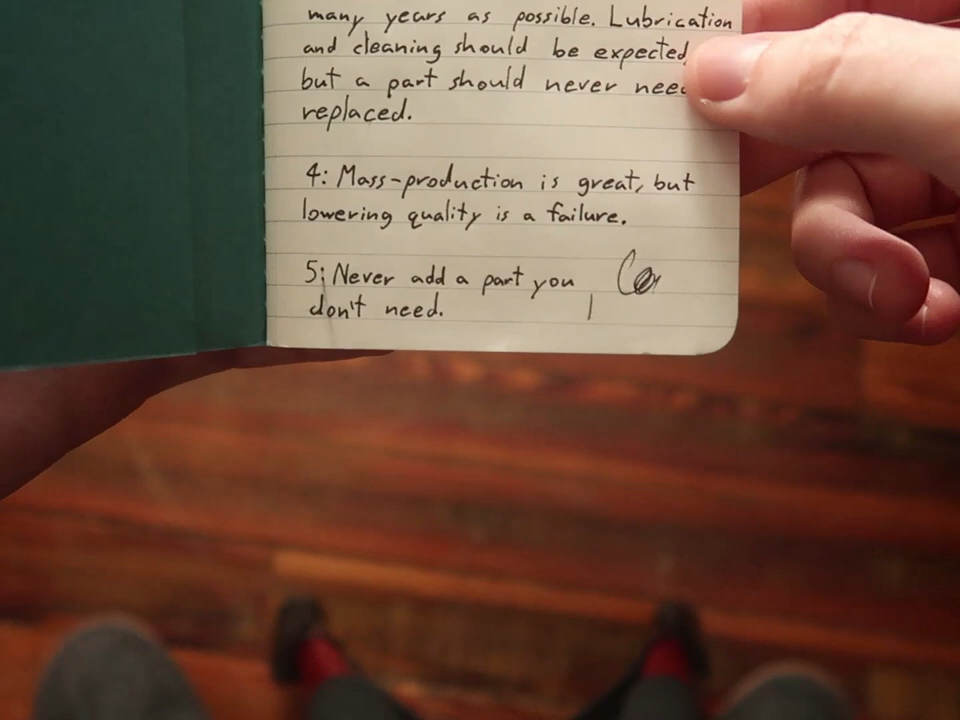 many years as possible. Lubrication
and cleaning should be expected,
but a part should never
replaced.
4: Mass-production is great, but
lowering quality is a failure.
5: Never add a part you
don't need.